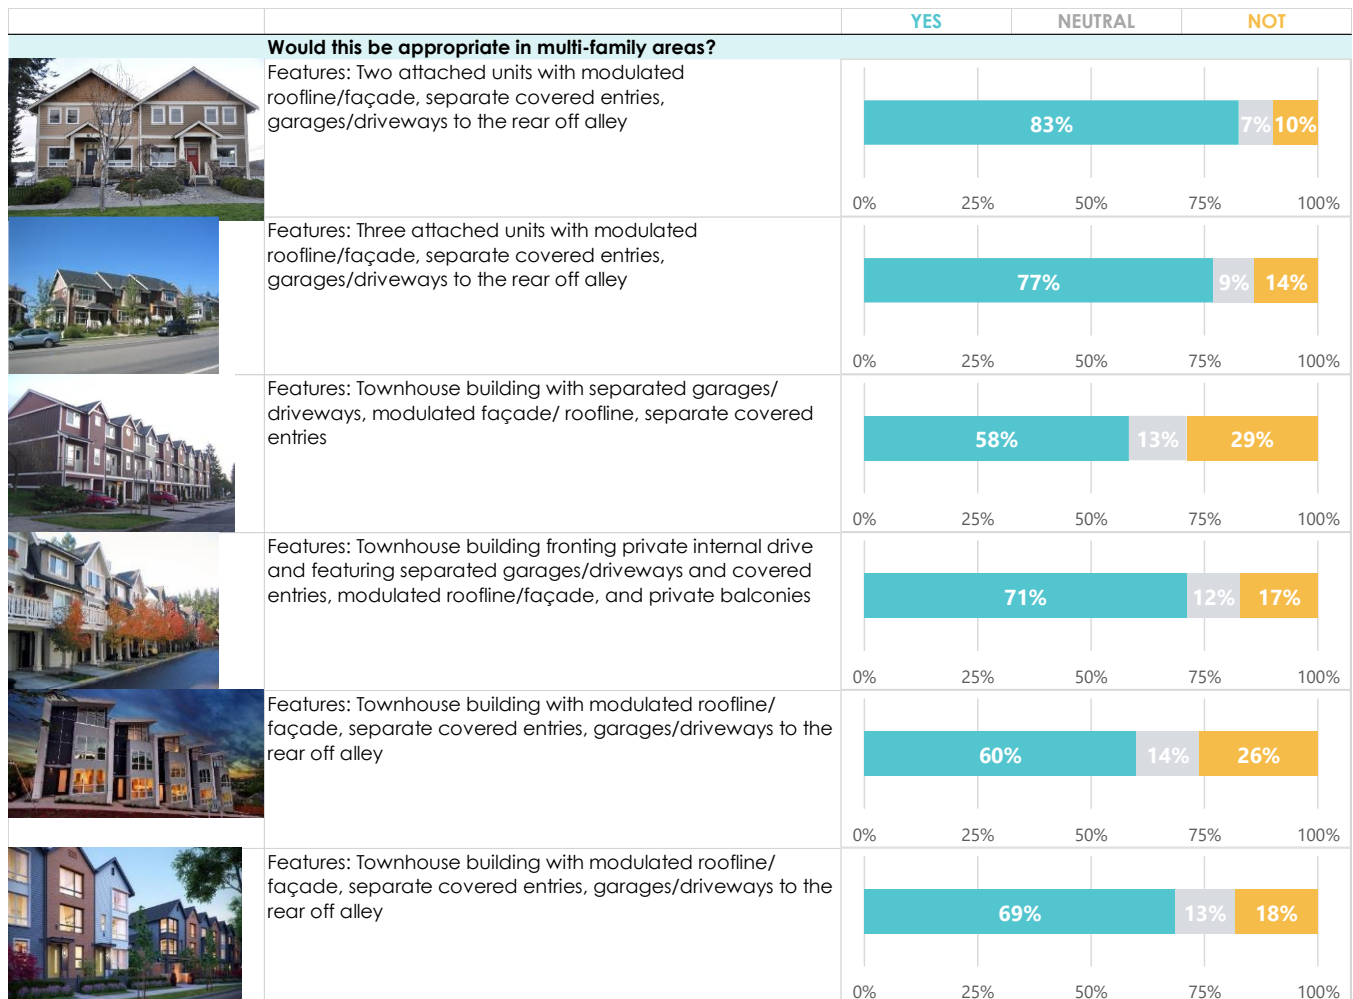 YES NEUTRAL NOT
Would this be appropriate in multi-family areas?
Features: Two attached units with modulated
roofline/façade, separate covered entries,
garages/driveways to the rear off alley
83% 7% 10%
0% 25% 50% 75% 100%
Features: Three attached units with modulated
roofline/façade, separate covered entries,
garages/driveways to the rear off alley
77% 9% 14%
0% 25% 50% 75% 100%
Features: Townhouse building with separated garages/
driveways, modulated façade/ roofline, separate covered
entries
58% 13% 29%
0% 25% 50% 75% 100%
Features: Townhouse building fronting private internal drive
and featuring separated garages/driveways and covered
entries, modulated roofline/façade, and private balconies
71% 12% 17%
0% 25% 50% 75% 100%
Features: Townhouse building with modulated roofline/
façade, separate covered entries, garages/driveways to the
rear off alley
60% 14% 26%
0% 25% 50% 75% 100%
Features: Townhouse building with modulated roofline/
façade, separate covered entries, garages/driveways to the
rear off alley
69% 13% 18%
0% 25% 50% 75% 100%